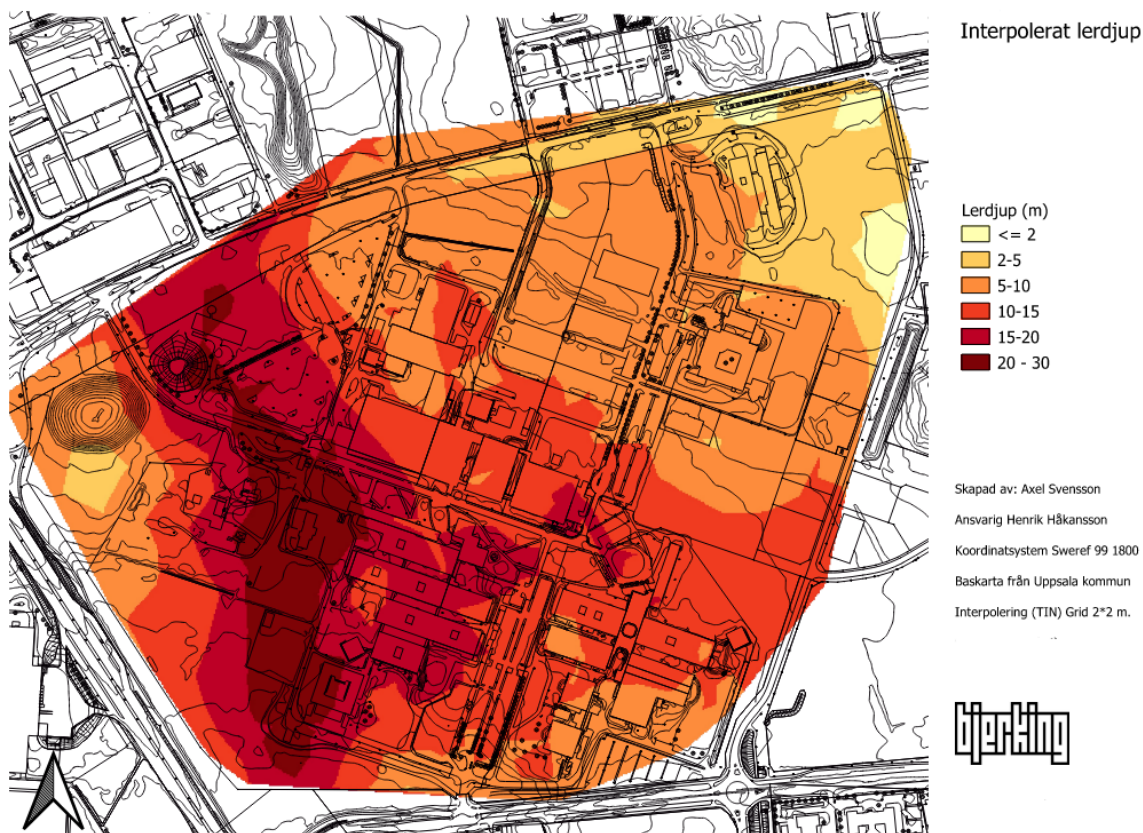 Interpolerat lerdjup
Lerdjup (m)
<= 2
2-5
5-10
10-15
15-20
20 - 30
Skapad av: Axel Svensson
Ansvarig Henrik Håkansson
Koordinatsystem Sweref 99 1800
Baskarta från Uppsala kommun
Interpolering (TIN) Grid 2*2 m.
bjerking